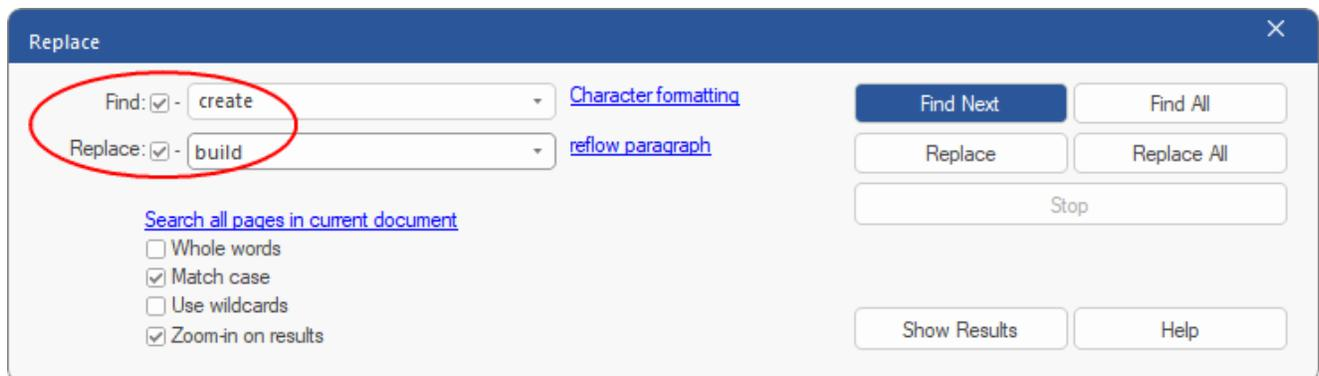 Replace
Find: - create Character formatting Find Next Find All
Replace: - build reflow paragraph Replace Replace All
Stop
Search all pages in current document
Whole words
Match case
Use wildcards
Zoom-in on results
Show Results Help